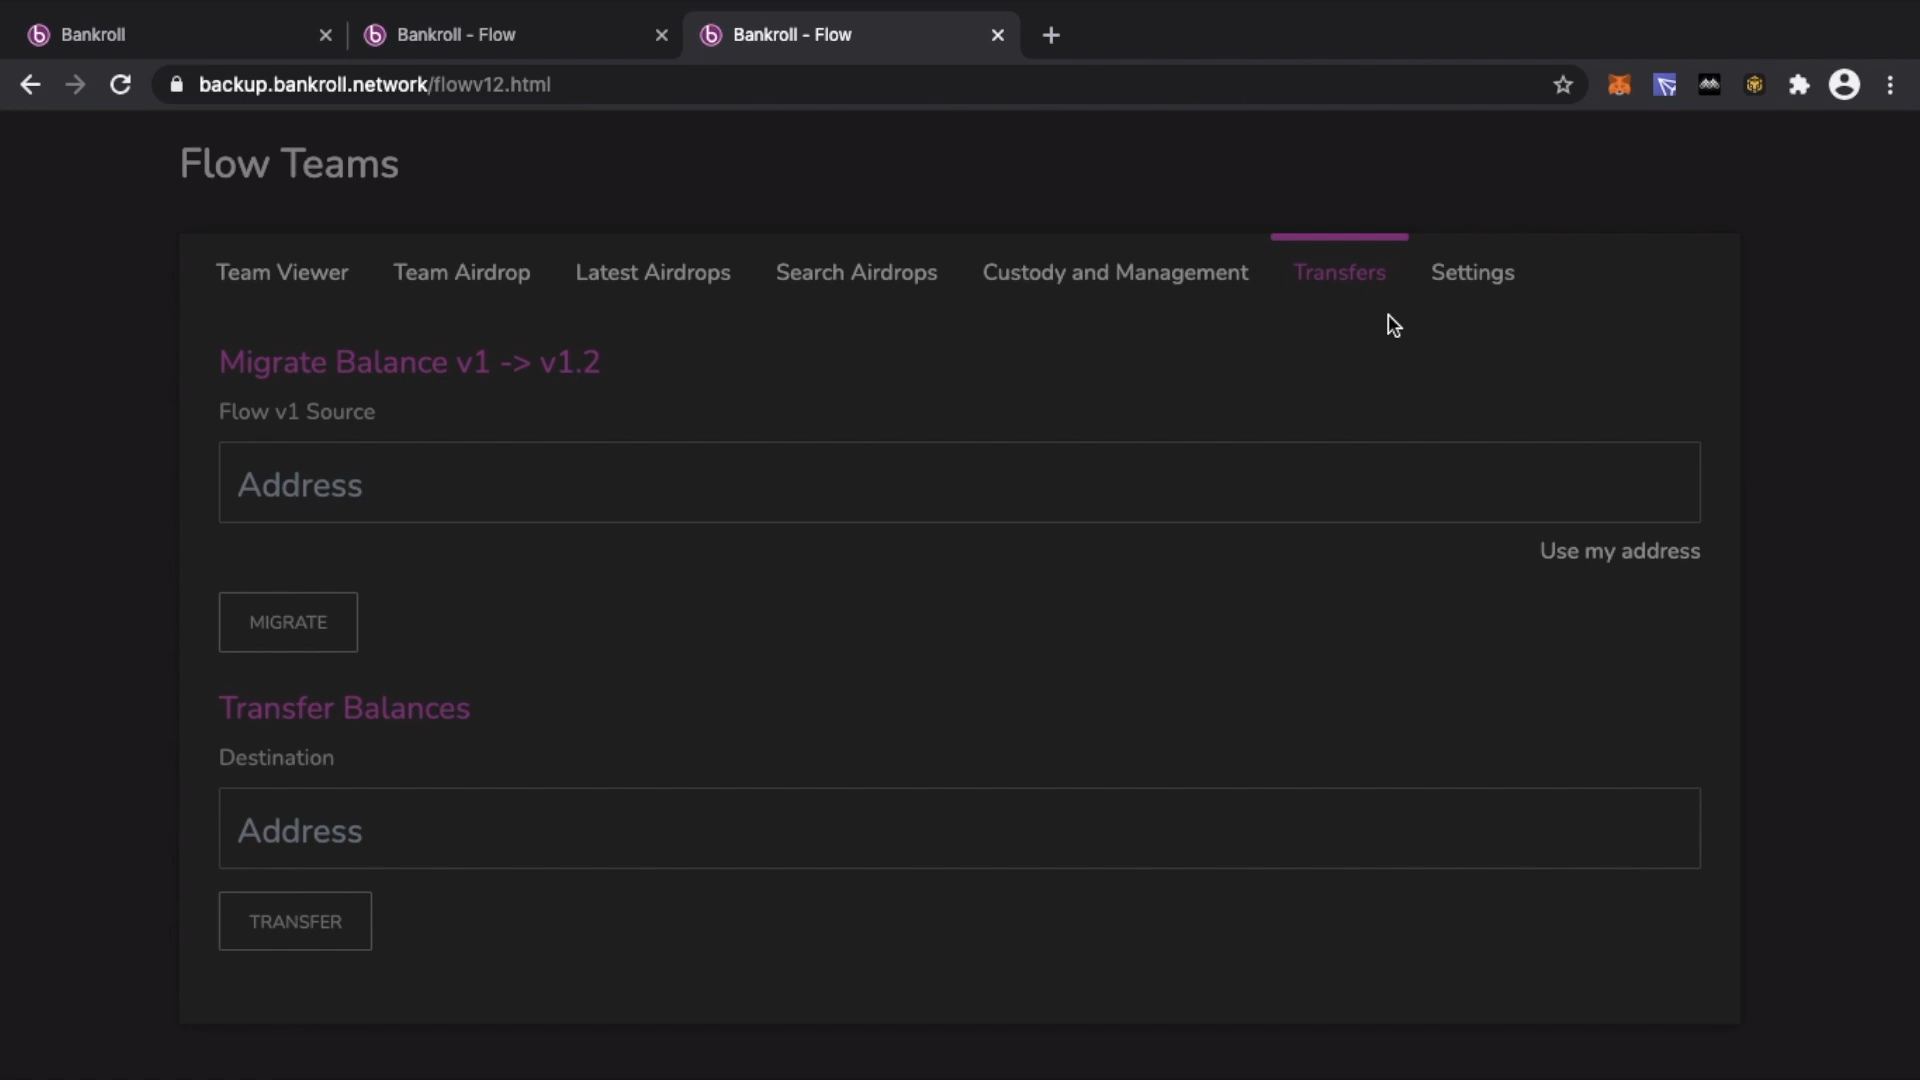 Bankroll
Bankroll - Flow
Bankroll - Flow
backup.bankroll.network/flowv12.html
Flow Teams
Team Viewer
Team Airdrop
Latest Airdrops
Search Airdrops
Custody and Management
Transfers
Settings
Migrate Balance v1 -> v1.2
Flow v1 Source
Address
Use my address
MIGRATE
Transfer Balances
Destination
Address
TRANSFER